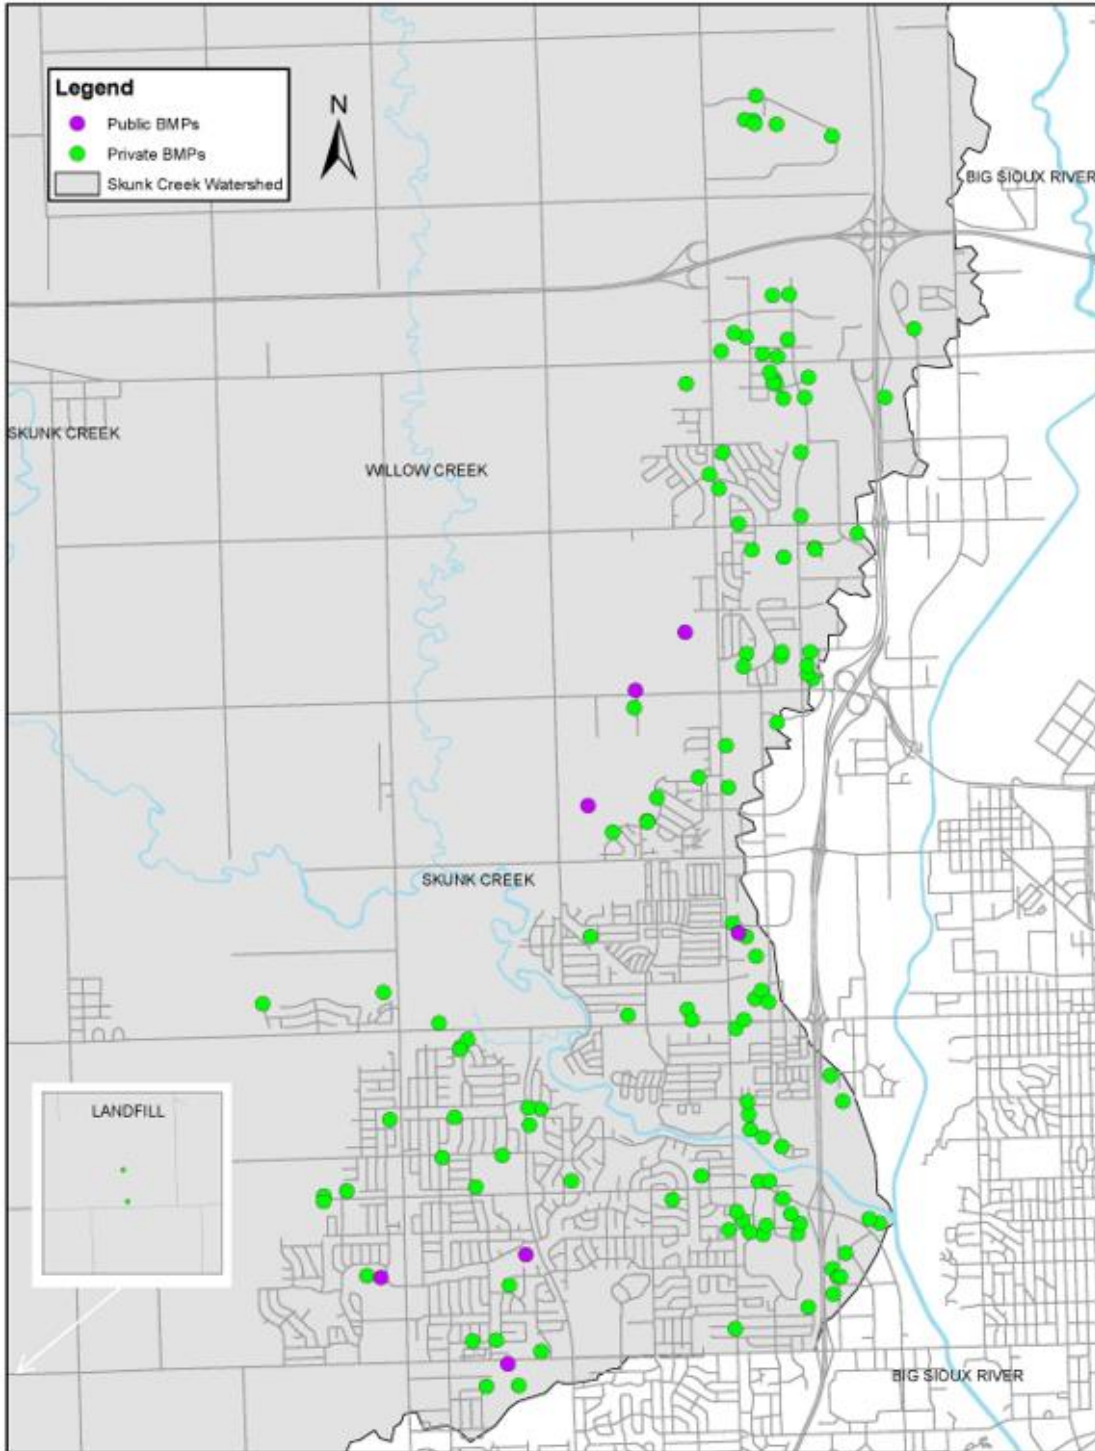 Legend
Public BMPs
Private BMPs
Skunk Creek Watershed
N
BIG SIOUX RIVER
SKUNK CREEK
WILLOW CREEK
SKUNK CREEK
LANDFILL
BIG SIOUX RIVER